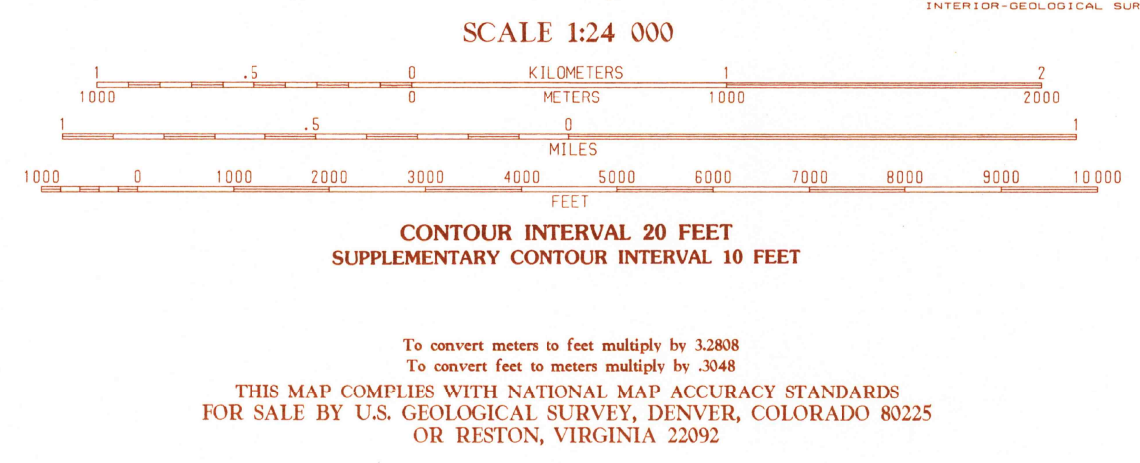 INTERIOR-GEOLOGICAL SUR
SCALE 1:24 000
1 .5 0 KILOMETERS 1 2
1000 0 METERS 1000 2000
1 .5 0 1
MILES
1000 0 1000 2000 3000 4000 5000 6000 7000 8000 9000 10 000
FEET
CONTOUR INTERVAL 20 FEET
SUPPLEMENTARY CONTOUR INTERVAL 10 FEET
To convert meters to feet multiply by 3.2808
To convert feet to meters multiply by .3048
THIS MAP COMPLIES WITH NATIONAL MAP ACCURACY STANDARDS
FOR SALE BY U.S. GEOLOGICAL SURVEY, DENVER, COLORADO 80225
OR RESTON, VIRGINIA 22092